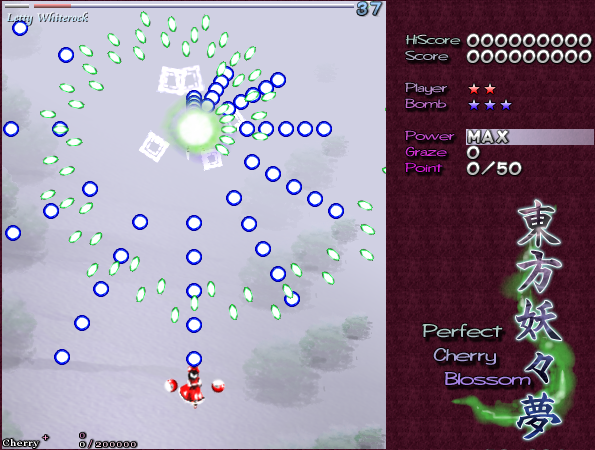 Letty Whiterock
37
HiScore 000000000
Score 000000000
Player ★★
Bomb ★★★
Power MAX
Graze 0
Point 0/50
東方妖々夢
Perfect
Cherry
Blossom
Cherry + 0
0/200000